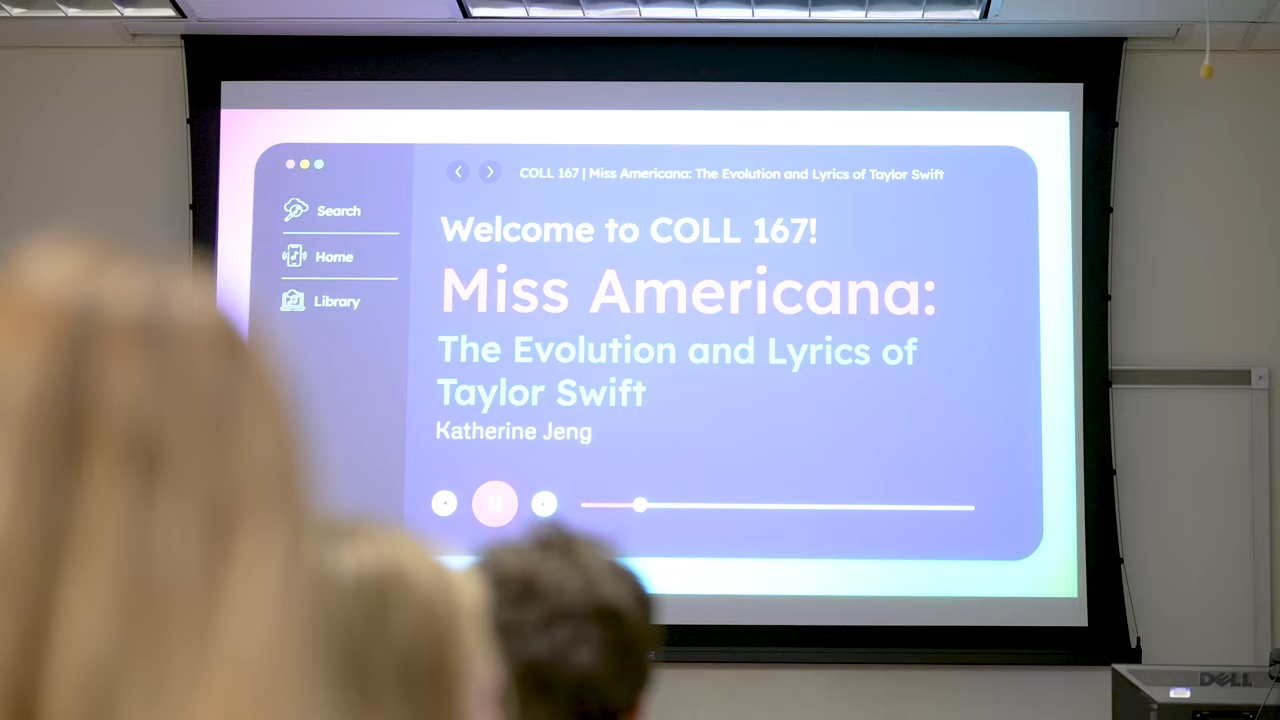 COLL 167 | Miss Americana: The Evolution and Lyrics of Taylor Swift
Search
Home
Library
Welcome to COLL 167!
Miss Americana:
The Evolution and Lyrics of
Taylor Swift
Katherine Jeng
DELL